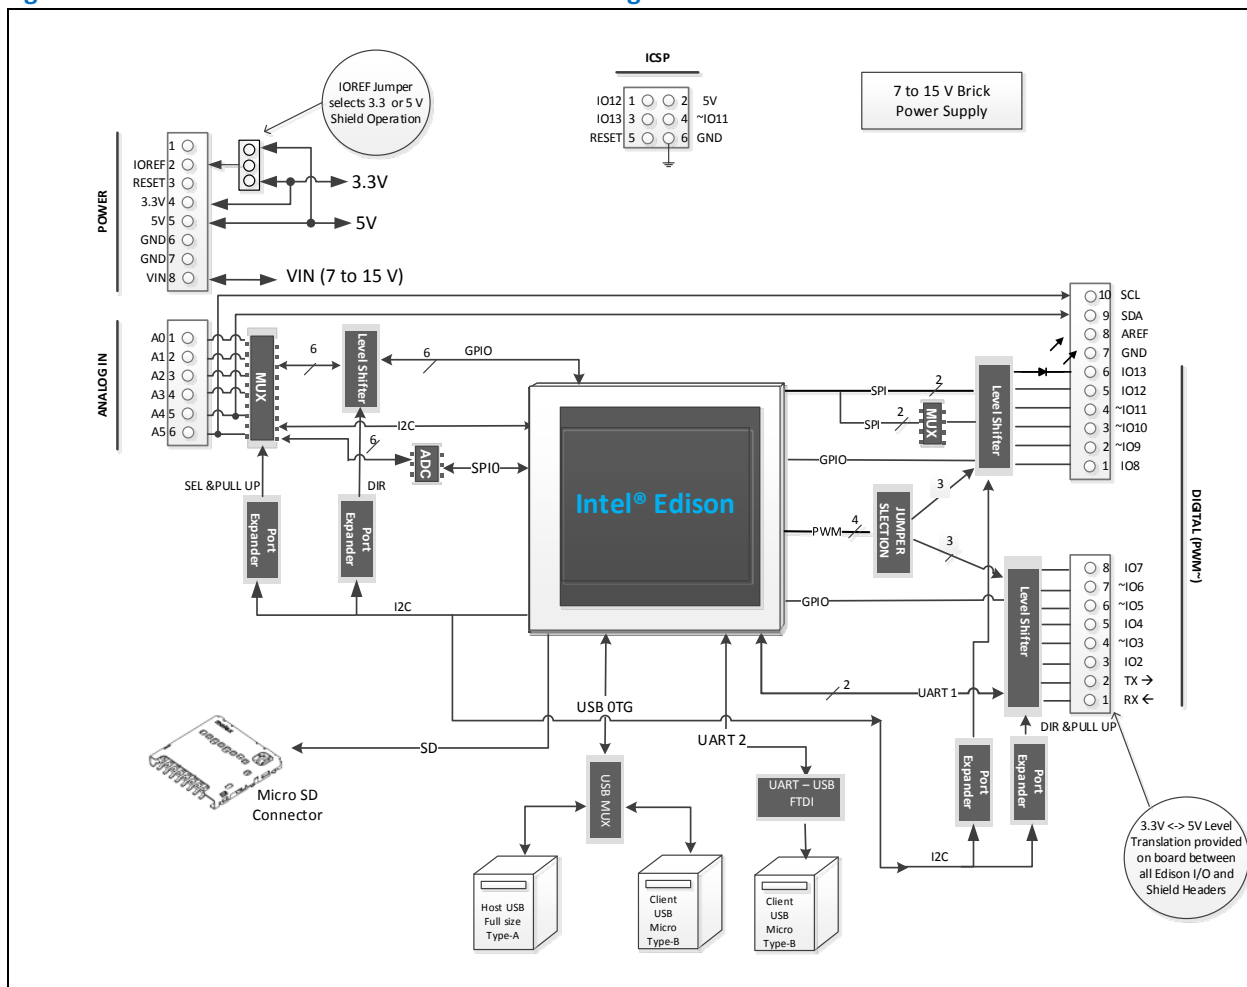 IOREF Jumper
selects 3.3 or 5 V
Shield Operation
ICSP
IO12 1 2 5V
IO13 3 4 ~IO11
RESET 5 6 GND
7 to 15 V Brick
Power Supply
POWER
1
IOREF 2
RESET 3
3.3V 4
5V 5
GND 6
GND 7
VIN 8
3.3V
5V
VIN (7 to 15 V)
ANALOG IN
A0 1
A1 2
A2 3
A3 4
A4 5
A5 6
MUX
6
Level Shifter
6
GPIO
I2C
6
ADC
SPI0
SEL &PULL UP
DIR
Port
Expander
Port
Expander
I2C
Intel® Edison
SPI
2
SPI
2
MUX
Level Shifter
GPIO
PWM
4
JUMPER
SLECTION
3
3
GPIO
Level Shifter
10 SCL
9 SDA
8 AREF
7 GND
6 IO13
5 IO12
4 ~IO11
3 ~IO10
2 ~IO9
1 IO8
DIGITAL (PWM~)
8 IO7
7 ~IO6
6 ~IO5
5 IO4
4 ~IO3
3 IO2
2 TX →
1 RX ←
2
UART 1
DIR &PULL UP
USB OTG
UART 2
SD
Micro SD
Connector
USB MUX
UART – USB
FTDI
Port
Expander
Port
Expander
I2C
Host USB
Full size
Type-A
Client
USB
Micro
Type-B
Client
USB
Micro
Type-B
3.3V <-> 5V Level
Translation provided
on board between
all Edison I/O and
Shield Headers